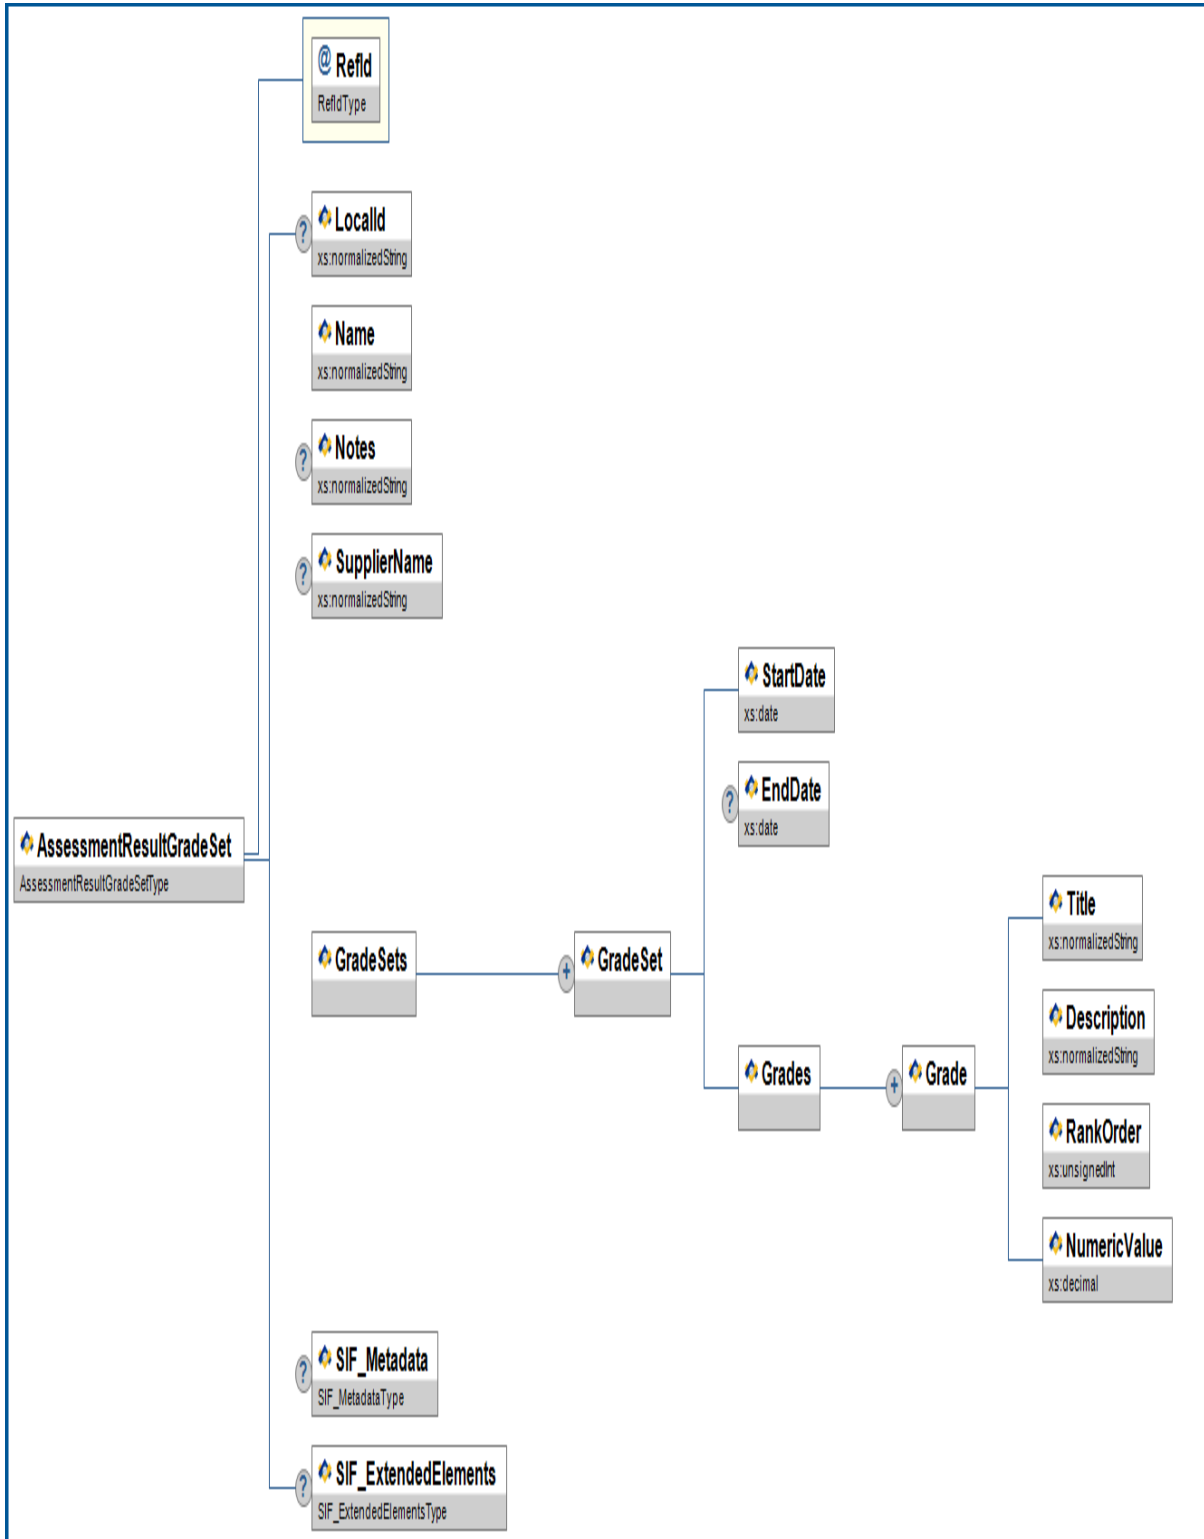 @ RefId
RefIdType
? LocalId
xs:normalizedString
Name
xs:normalizedString
? Notes
xs:normalizedString
? SupplierName
xs:normalizedString
StartDate
xs:date
? EndDate
xs:date
AssessmentResultGradeSet
AssessmentResultGradeSetType
GradeSets
+ GradeSet
Grades
+ Grade
Title
xs:normalizedString
Description
xs:normalizedString
RankOrder
xs:unsignedInt
NumericValue
xs:decimal
? SIF_Metadata
SIF_MetadataType
? SIF_ExtendedElements
SIF_ExtendedElementsType